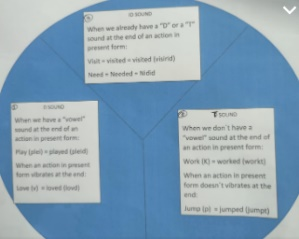 ID SOUND
When we already have a "D" or a "T"
sound at the end of an action in
present form:
Visit = visited = visited (visirid)
Need = Needed = Nidid
D SOUND
When we have a "vowel"
sound at the end of an
action in present form:
Play (plei) = played (pleid)
When an action in present
form vibrates at the end:
Love (v) = loved (lovd)
T SOUND
When we don´t have a
"vowel" sound at the end of
an action in present form:
Work (K) = worked (works)
When an action in present
form doesn´t vibrates at the
end:
Jump (p) = jumped (jumpt)